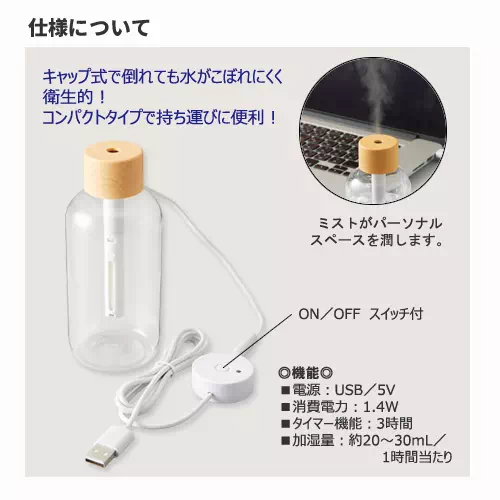 仕様について
キャップ式で倒れても水がこぼれにくく
衛生的！
コンパクトタイプで持ち運びに便利！
ミストがパーソナル
スペースを潤します。
ON／OFF スイッチ付
◎機能◎
■電源：USB／5V
■消費電力：1.4W
■タイマー機能：3時間
■加湿量：約20～30mL／
1時間当たり